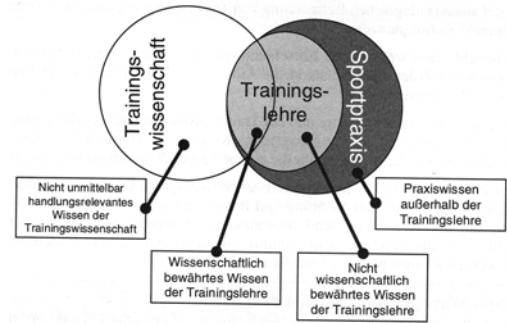 Trainings-
wissenschaft
Trainings-
lehre
Sportpraxis
Nicht unmittelbar
handlungsrelevantes
Wissen der
Trainingswissenschaft
Wissenschaftlich
bewährtes Wissen
der Trainingslehre
Nicht
wissenschaftlich
bewährtes Wissen
der Trainingslehre
Praxiswissen
außerhalb der
Trainingslehre